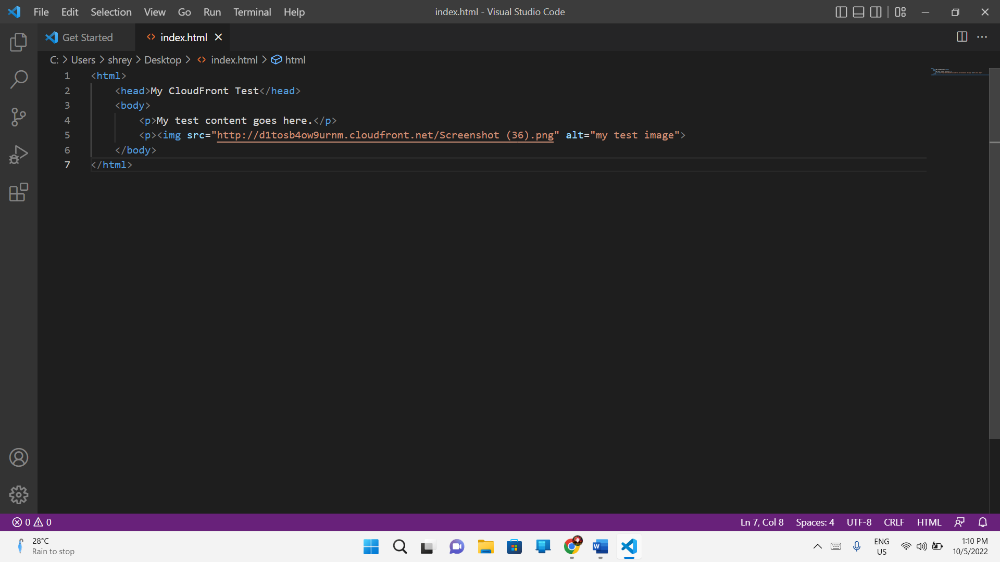 File Edit Selection View Go Run Terminal Help index.html - Visual Studio Code
Get Started index.html
C: > Users > shrey > Desktop > index.html > html
1 <html>
2 <head>My CloudFront Test</head>
3 <body>
4 <p>My test content goes here.</p>
5 <p><img src="http://d1tosb4ow9urnm.cloudfront.net/Screenshot (36).png" alt="my test image">
6 </body>
7 </html>
0 0 Ln 7, Col 8 Spaces: 4 UTF-8 CRLF HTML
28°C ENG 1:10 PM
Rain to stop US 10/5/2022